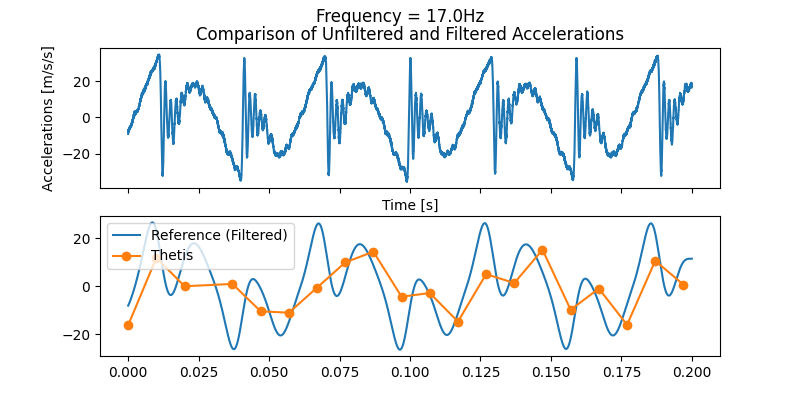 Frequency = 17.0Hz
Comparison of Unfiltered and Filtered Accelerations
Accelerations [m/s/s]
20
0
−20
Time [s]
Reference (Filtered)
Thetis
20
0
−20
0.000 0.025 0.050 0.075 0.100 0.125 0.150 0.175 0.200